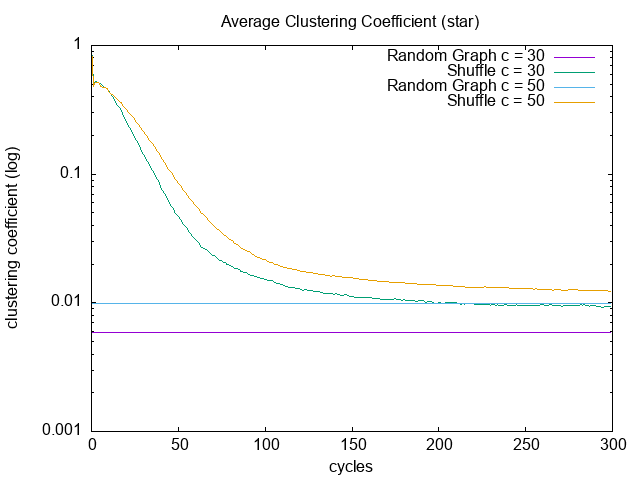 Average Clustering Coefficient (star)
1
Random Graph c = 30
Shuffle c = 30
Random Graph c = 50
Shuffle c = 50
0.1
clustering coefficient (log)
0.01
0.001
0 50 100 150 200 250 300
cycles